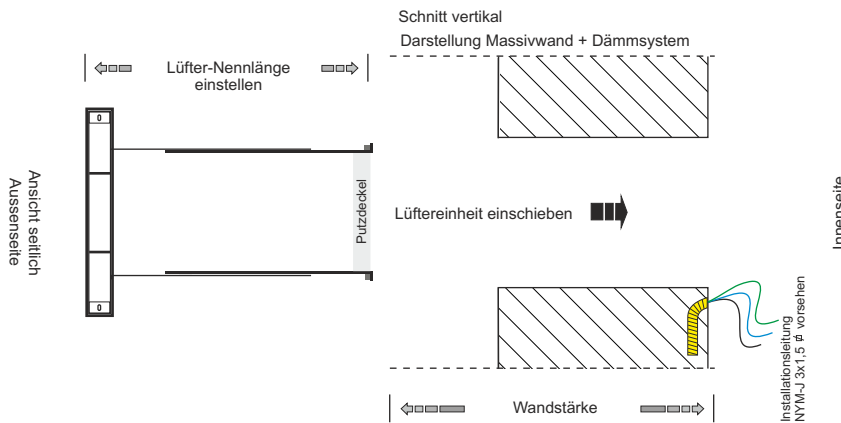 Schnitt vertikal
Darstellung Massivwand + Dämmsystem
Lüfter-Nennlänge
einstellen
0
Ansicht seitlich
Aussenseite
Putzdeckel
Lüftereinheit einschieben
Innenseite
0
Installationsleitung
NYM-J 3x1,5 vorsehen
Wandstärke